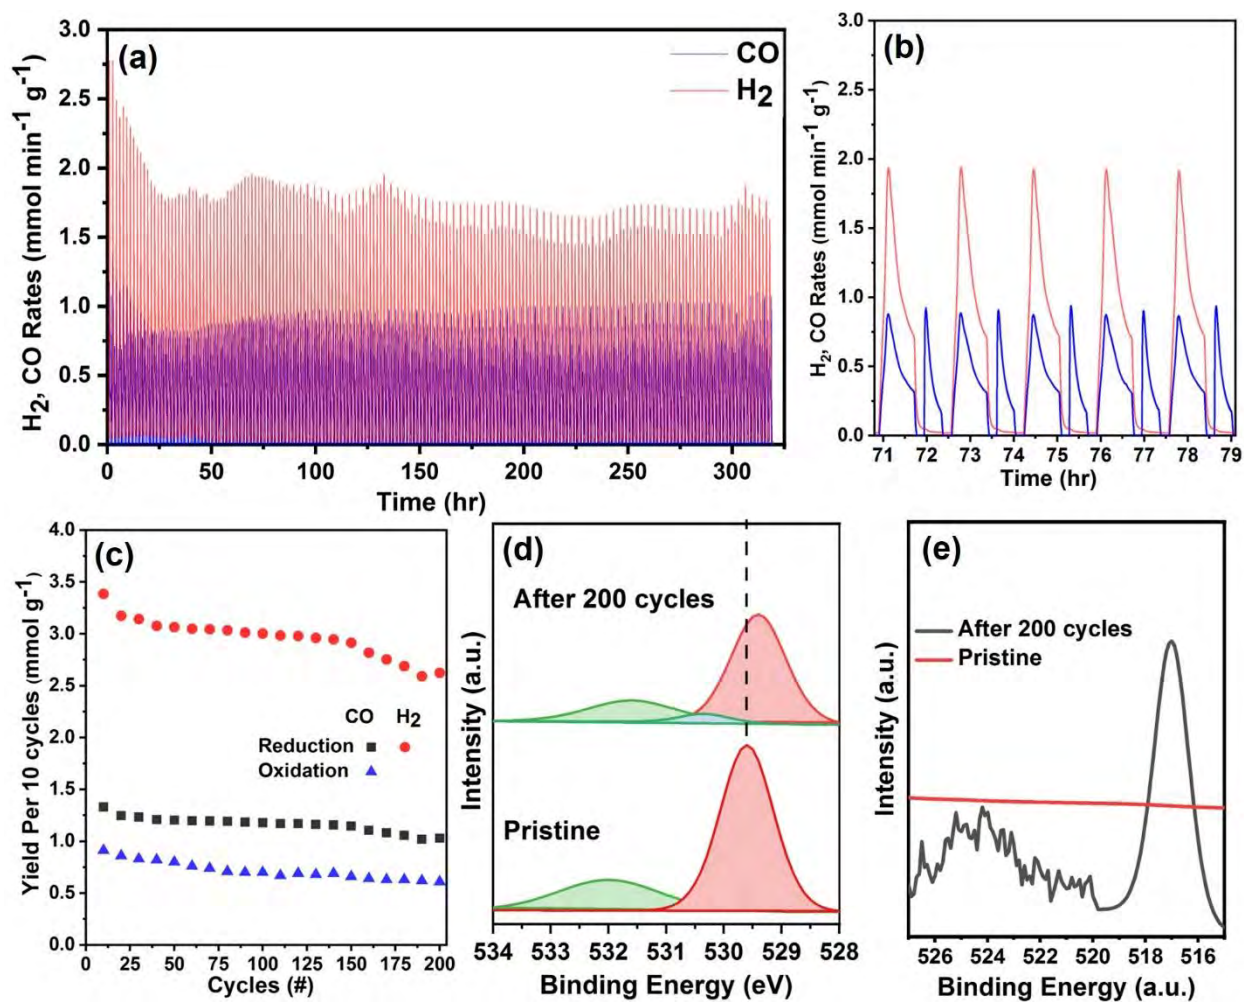 (a)
CO
H2
H2, CO Rates (mmol min-1 g-1)
3.0
2.5
2.0
1.5
1.0
0.5
0.0
0 50 100 150 200 250 300
Time (hr)
(b)
H2, CO Rates (mmol min-1 g-1)
3.0
2.5
2.0
1.5
1.0
0.5
0.0
71 72 73 74 75 76 77 78 79
Time (hr)
(c)
Yield Per 10 cycles (mmol g-1)
4.0
3.5
3.0
2.5
2.0
1.5
1.0
0.5
0.0
CO H2
Reduction
Oxidation
0 25 50 75 100 125 150 175 200
Cycles (#)
(d)
Intensity (a.u.)
After 200 cycles
Pristine
534 533 532 531 530 529 528
Binding Energy (eV)
(e)
Intensity (a.u.)
After 200 cycles
Pristine
526 524 522 520 518 516
Binding Energy (a.u.)